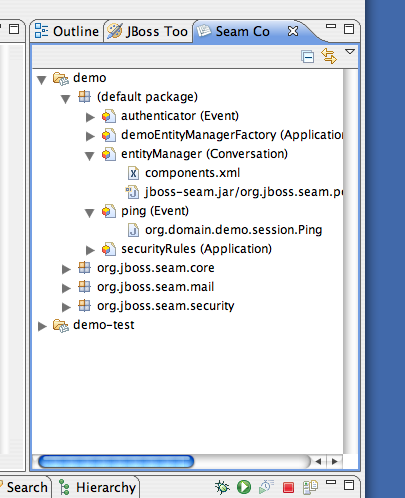 Outline
JBoss Too
Seam Co
demo
(default package)
authenticator (Event)
demoEntityManagerFactory (Application
entityManager (Conversation)
components.xml
jboss-seam.jar/org.jboss.seam.pe
ping (Event)
org.domain.demo.session.Ping
securityRules (Application)
org.jboss.seam.core
org.jboss.seam.mail
org.jboss.seam.security
demo-test
Search
Hierarchy